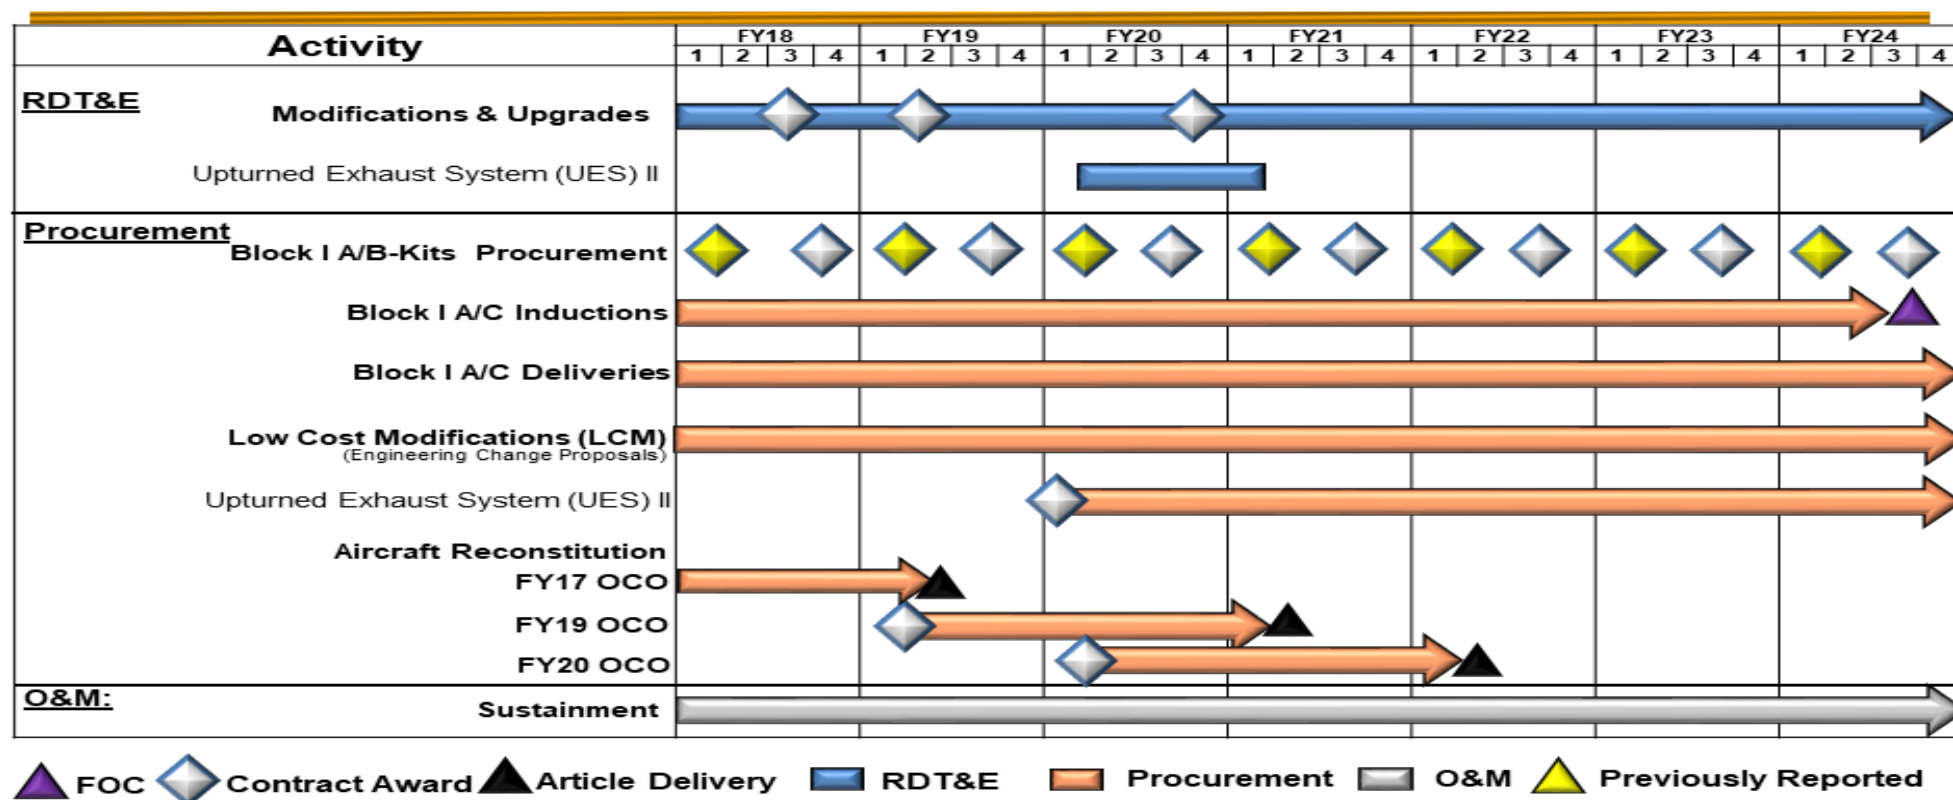 Activity
FY18 FY19 FY20 FY21 FY22 FY23 FY24
1 2 3 4 1 2 3 4 1 2 3 4 1 2 3 4 1 2 3 4 1 2 3 4 1 2 3 4
RDT&E
Modifications & Upgrades
Upturned Exhaust System (UES) II
Procurement
Block I A/B-Kits Procurement
Block I A/C Inductions
Block I A/C Deliveries
Low Cost Modifications (LCM)
(Engineering Change Proposals)
Upturned Exhaust System (UES) II
Aircraft Reconstitution
FY17 OCO
FY19 OCO
FY20 OCO
O&M:
Sustainment
FOC Contract Award Article Delivery RDT&E Procurement O&M Previously Reported